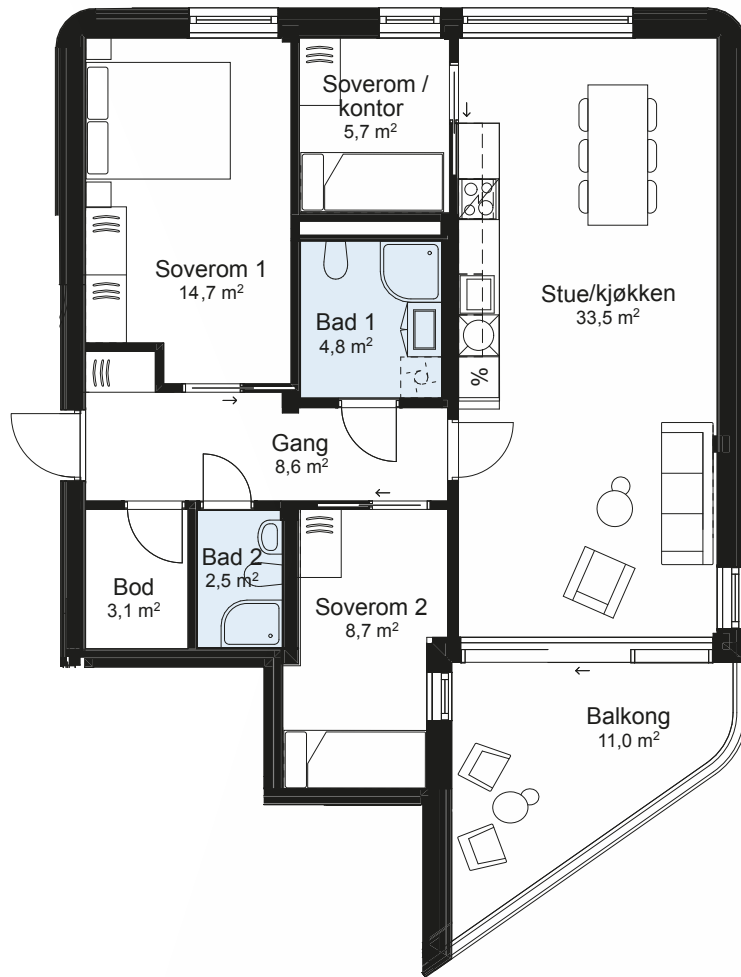 Soverom /
kontor
5,7 m²
Soverom 1
14,7 m²
Stue/kjøkken
33,5 m²
Bad 1
4,8 m²
%
Gang
8,6 m²
Bad 2
2,5 m²
Bod
3,1 m²
Soverom 2
8,7 m²
Balkong
11,0 m²